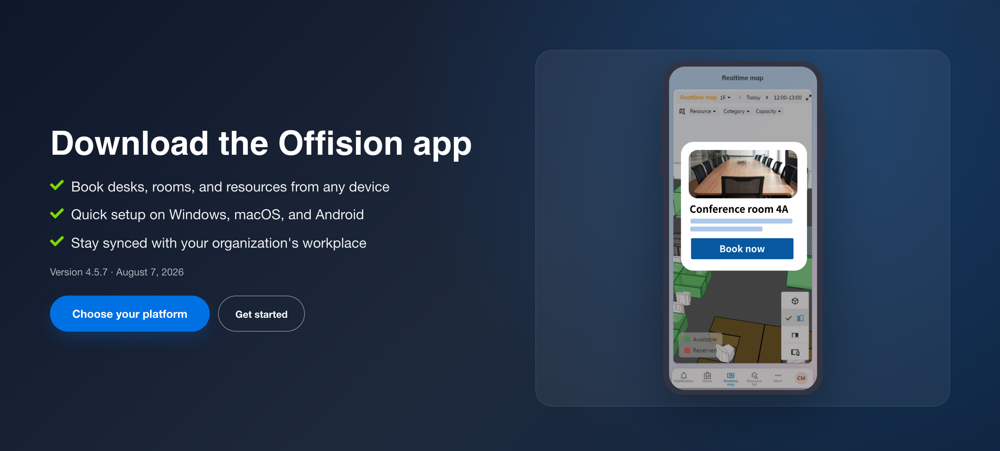 Download the Offision app
Book desks, rooms, and resources from any device
Quick setup on Windows, macOS, and Android
Stay synced with your organization's workplace
Version 4.5.7 · August 7, 2026
Choose your platform
Get started
Realtime map
Realtime map 1F Today 12:00-13:00
Resource Category Capacity
Conference room 4A
Book now
Available
Reserved
Notification Home Realtime map Resource list More CM